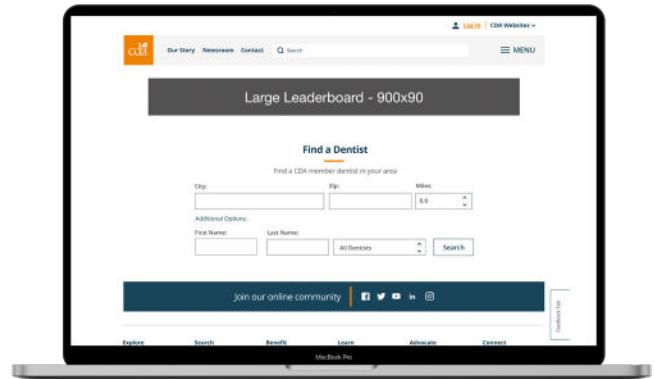 Log In | CDA Websites
cda
Our Story Newsroom Contact Search MENU
Large Leaderboard - 900x90
Find a Dentist
Find a CDA member dentist in your area
City: Zip: Miles:
6.0
Additional Options:
First Name: Last Name:
All Dentists Search
Join our online community
Feedback Tab
Explore Search Benefit Learn Advocate Connect
MacBook Pro